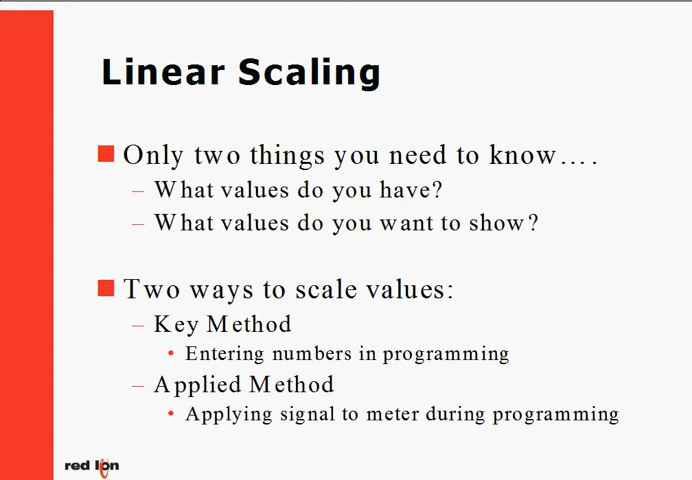 Linear Scaling
Only two things you need to know….
– What values do you have?
– What values do you want to show?
Two ways to scale values:
– Key Method
• Entering numbers in programming
– Applied Method
• Applying signal to meter during programming
red lion